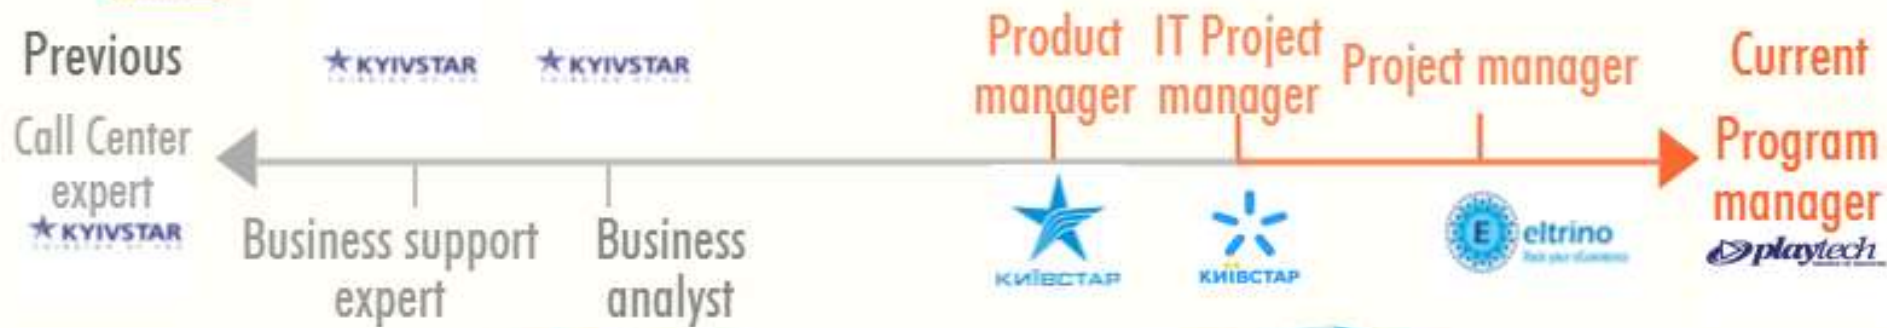 Previous
KYIVSTAR
KYIVSTAR
Product
manager
IT Project
manager
Project manager
Current
Call Center
expert
KYIVSTAR
Program
manager
playtech
Business support
expert
Business
analyst
КИЇВСТАР
КИЇВСТАР
E eltrino